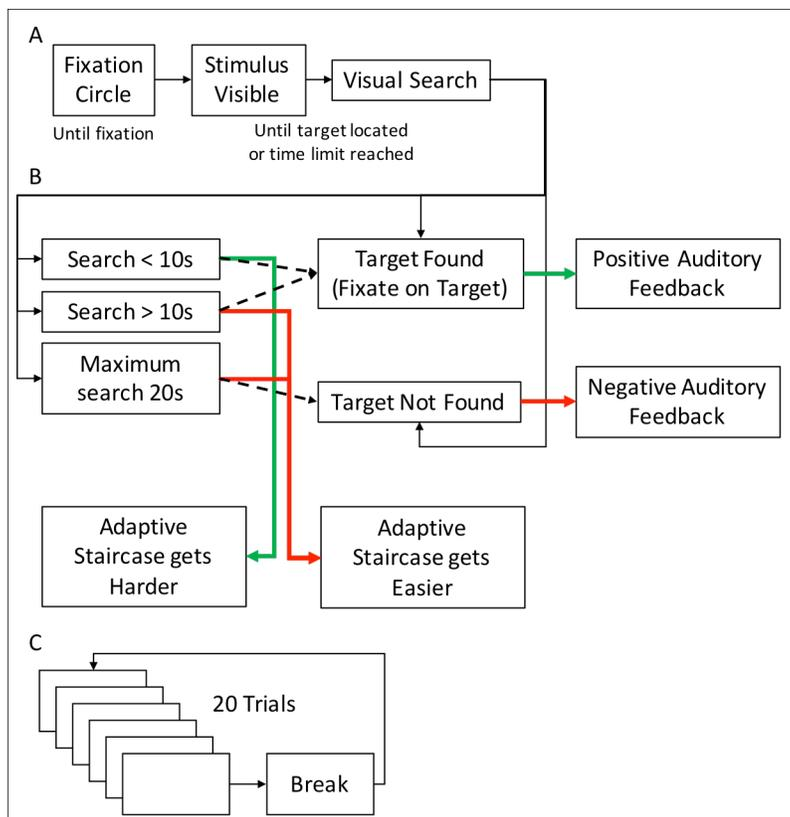 A
Fixation
Circle
Stimulus
Visible
Visual Search
Until fixation
Until target located
or time limit reached
B
Search < 10s
Search > 10s
Maximum
search 20s
Target Found
(Fixate on Target)
Positive Auditory
Feedback
Target Not Found
Negative Auditory
Feedback
Adaptive
Staircase gets
Harder
Adaptive
Staircase gets
Easier
C
20 Trials
Break